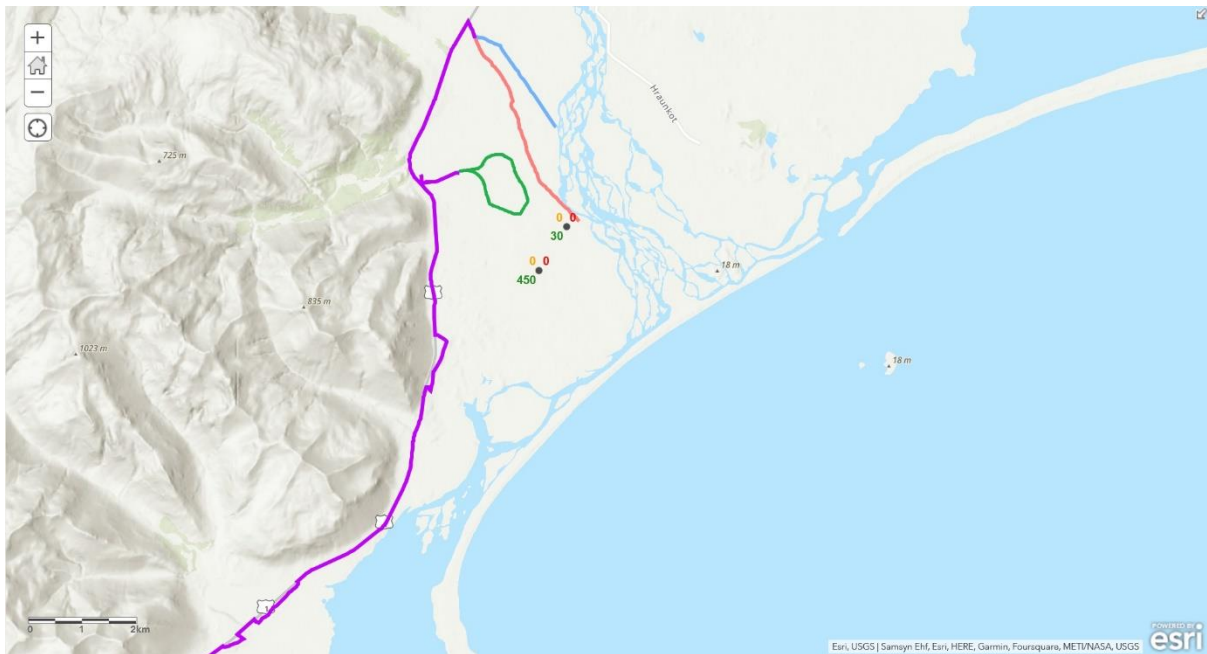 +
−
Hraunkot
725 m
0 0
30
0 0
450
18 m
835 m
1023 m
18 m
1
0 1 2km
Esri, USGS | Samsyn Ehf, Esri, HERE, Garmin, Foursquare, METI/NASA, USGS
POWERED BY
esri